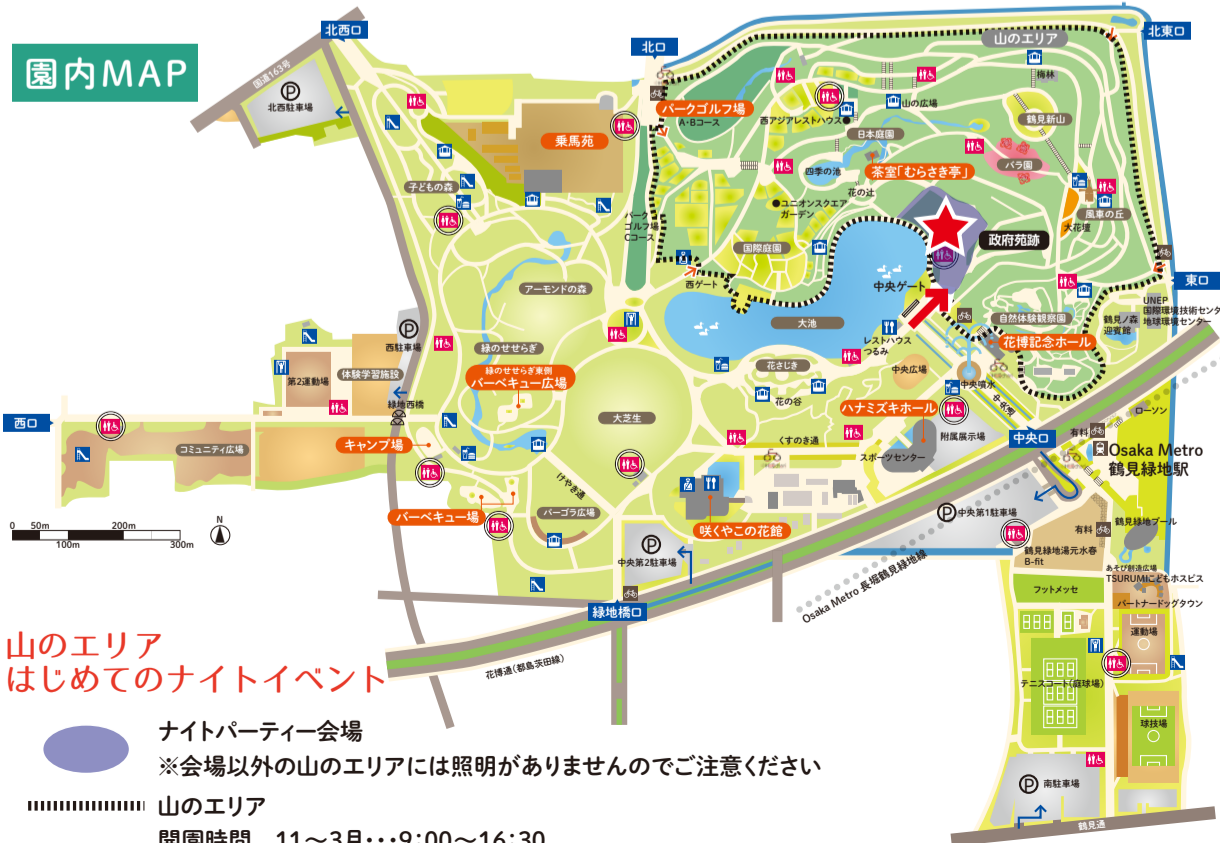 園内MAP
北西口
国道163号
北西駐車場
北口
北東口
山のエリア
梅林
パークゴルフ場
A・Bコース
西アジアレストハウス
山の広場
鶴見新山
乗馬苑
日本庭園
茶室「むらさき亭」
バラ園
四季の池
花の辻
子どもの森
ユニオンスクエア
ガーデン
風車の丘
大花壇
パーク
ゴルフ場
Cコース
国際庭園
政府苑跡
西ゲート
中央ゲート
東口
アーモンドの森
UNEP
国際環境技術センタ
地球環境センター
大池
自然体験観察園
鶴見ノ森
迎賓館
西駐車場
緑のせせらぎ
レストハウス
つるみ
花博記念ホール
第2運動場
体験学習施設
緑のせせらぎ東側
バーベキュー広場
花さじき
中央広場
中央噴水
緑地西橋
花の谷
大芝生
ハナミズキホール
ローソン
西口
コミュニティ広場
キャンプ場
くすのき通
スポーツセンター
附属展示場
中央口
有料
Osaka Metro
鶴見緑地駅
けやき通
バーベキュー場
パーゴラ広場
咲くやこの花館
中央第1駐車場
有料
鶴見緑地プール
0 50m 200m
100m 300m
N
中央第2駐車場
鶴見緑地湯元水春
B-fit
あそび創造広場
TSURUMIこどもホスピス
Osaka Metro 長堀鶴見緑地線
フットメッセ
パートナードッグタウン
緑地橋口
運動場
花博通(都島茨田線)
テニスコート(庭球場)
球技場
南駐車場
鶴見通
山のエリア
はじめてのナイトイベント
ナイトパーティー会場
※会場以外の山のエリアには照明がありませんのでご注意ください
山のエリア
開園時間 11〜3月・・・9:00〜16:30